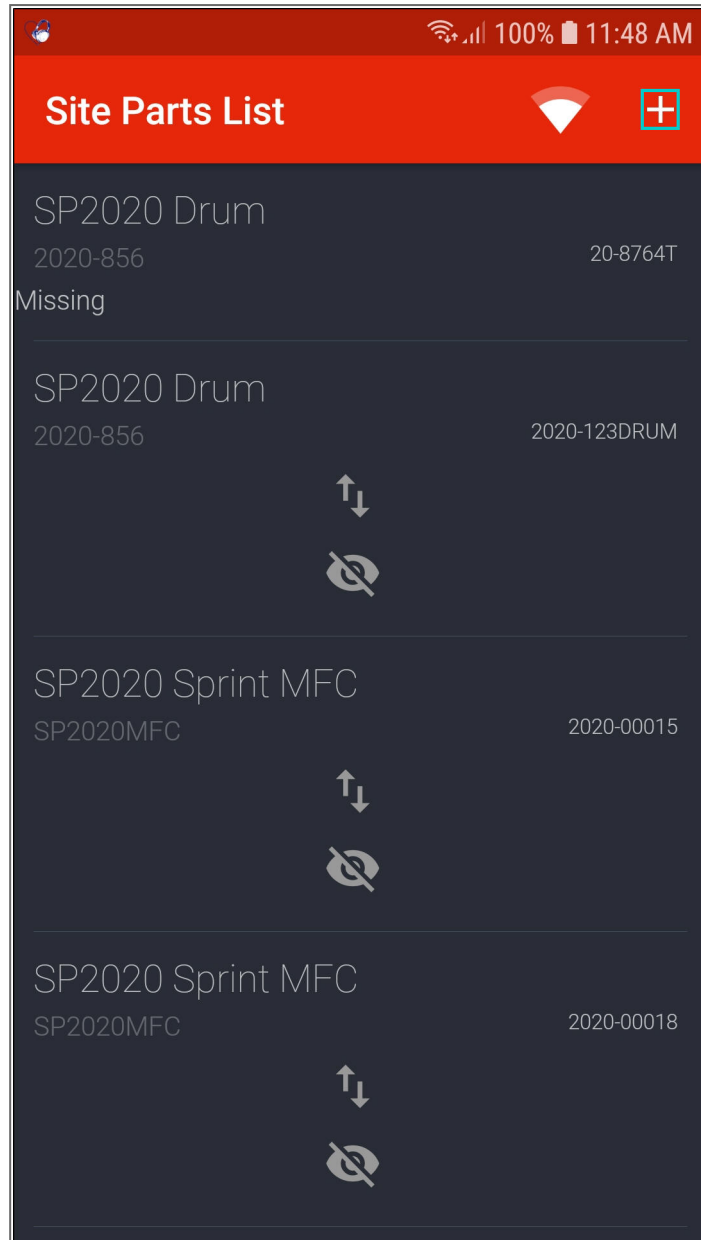 100% 11:48 AM
Site Parts List
SP2020 Drum
2020-856 20-8764T
Missing
SP2020 Drum
2020-856 2020-123DRUM
SP2020 Sprint MFC
SP2020MFC 2020-00015
SP2020 Sprint MFC
SP2020MFC 2020-00018